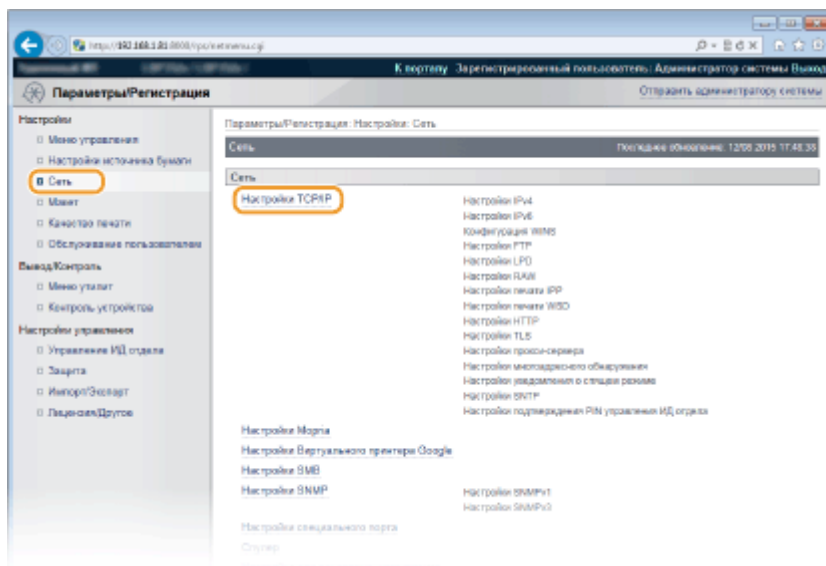 http://192.168.1.81:8000/rps/netmenu.cgi
К порталу Зарегистрированный пользователь: Администратор системы Выход
Параметры/Регистрация
Отправить администратору системы
Настройки
Меню управления
Настройки источника бумаги
Сеть
Макет
Качество печати
Обслуживание пользователем
Вывод/Контроль
Меню утилит
Контроль устройства
Настройки управления
Управление ИД отдела
Защита
Импорт/Экспорт
Лицензия/Другое
Параметры/Регистрация: Настройки: Сеть
Сеть
Последнее обновление: 12/08 2015 17:48:38
Сеть
Настройки TCP/IP
Настройки IPv4
Настройки IPv6
Конфигурация WINS
Настройки FTP
Настройки LPD
Настройки RAW
Настройки печати IPP
Настройки печати WSD
Настройки HTTP
Настройки TLS
Настройки прокси-сервера
Настройки многоадресного обнаружения
Настройки уведомления о спящем режиме
Настройки SNTP
Настройки подтверждения PIN управления ИД отдела
Настройки Mopria
Настройки Виртуального принтера Google
Настройки SMB
Настройки SNMP
Настройки SNMPv1
Настройки SNMPv3
Настройки специального порта
Спулер